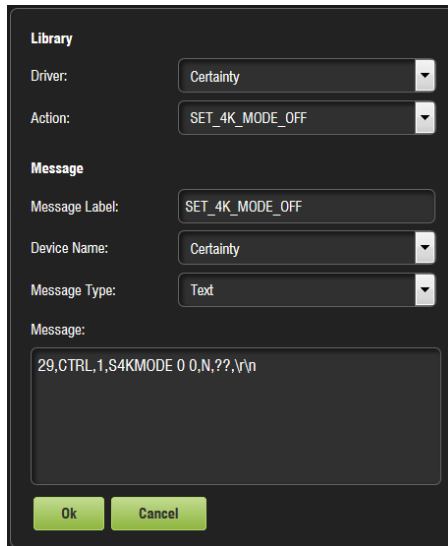 Library
Driver: Certainty
Action: SET_4K_MODE_OFF
Message
Message Label: SET_4K_MODE_OFF
Device Name: Certainty
Message Type: Text
Message:
29,CTRL,1,S4KMODE 0 0,N,??,\r\n
Ok Cancel